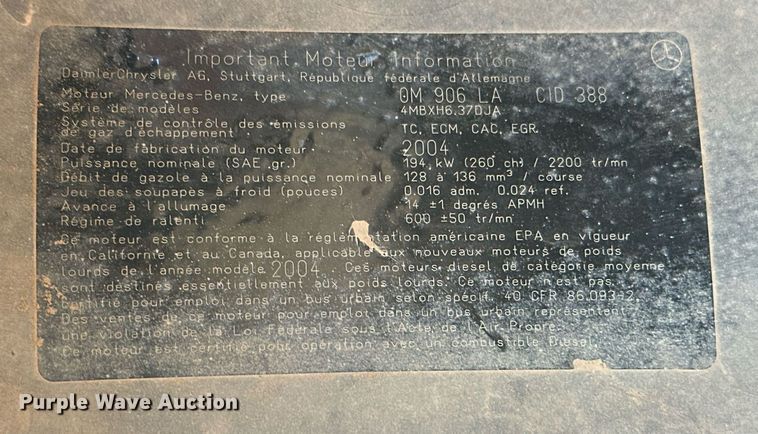 Important Moteur Information
DaimlerChrysler AG, Stuttgart, République fédérale d'Allemagne
Moteur Mercedes-Benz, type OM 906 LA CID 388
Série de modèles 4MBXH6.37DJA
Système de contrôle des émissions
de gaz d'échappement TC, ECM, CAC, EGR
Date de fabrication du moteur 2004
Puissance nominale (SAE gr.) 194 kW (260 ch) / 2200 tr/mn
Débit de gazole à la puissance nominale 128 à 136 mm³ / course
Jeu des soupapes à froid (pouces) 0.016 adm. 0.024 ref.
Avance à l'allumage 14 ±1 degrés APMH
Régime de ralenti 600 ±50 tr/mn
Ce moteur est conforme à la réglementation américaine EPA en vigueur
en Californie et au Canada, applicable aux nouveaux moteurs de poids
lourds de l'année modèle 2004. Ces moteurs diesel de catégorie moyenne
sont destinés essentiellement aux poids lourds. Ce moteur n'est pas
certifié pour emploi dans un bus urbain selon spécif. 40 CFR 86.093-2.
Des ventes de ce moteur pour emploi dans un bus urbain représentent
une violation de la Loi Fédérale sous l'Acte de l'Air Propre.
Ce moteur est certifié pour opération avec un combustible Diesel.
Purple Wave Auction